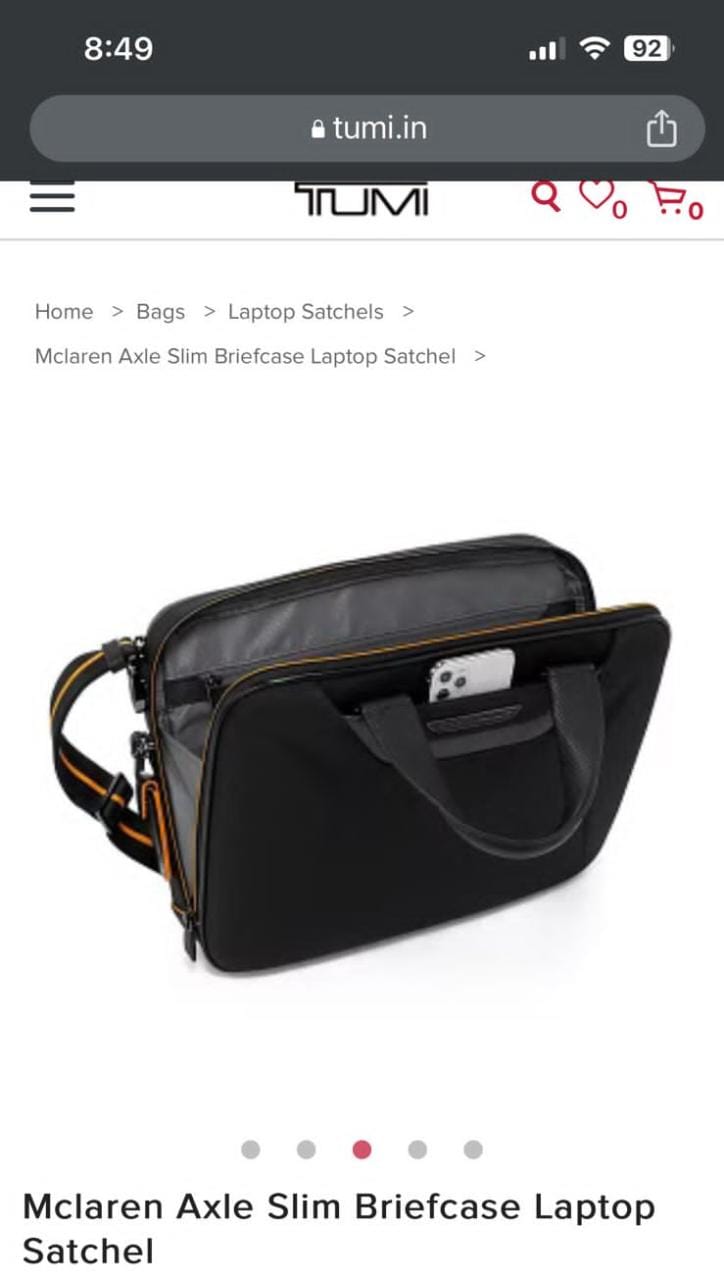 8:49
92
tumi.in
TUMI
0
0
Home > Bags > Laptop Satchels >
Mclaren Axle Slim Briefcase Laptop Satchel >
Mclaren Axle Slim Briefcase Laptop
Satchel